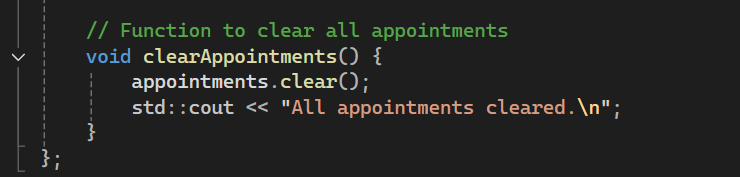 // Function to clear all appointments
void clearAppointments() {
appointments.clear();
std::cout << "All appointments cleared.\n";
}
};